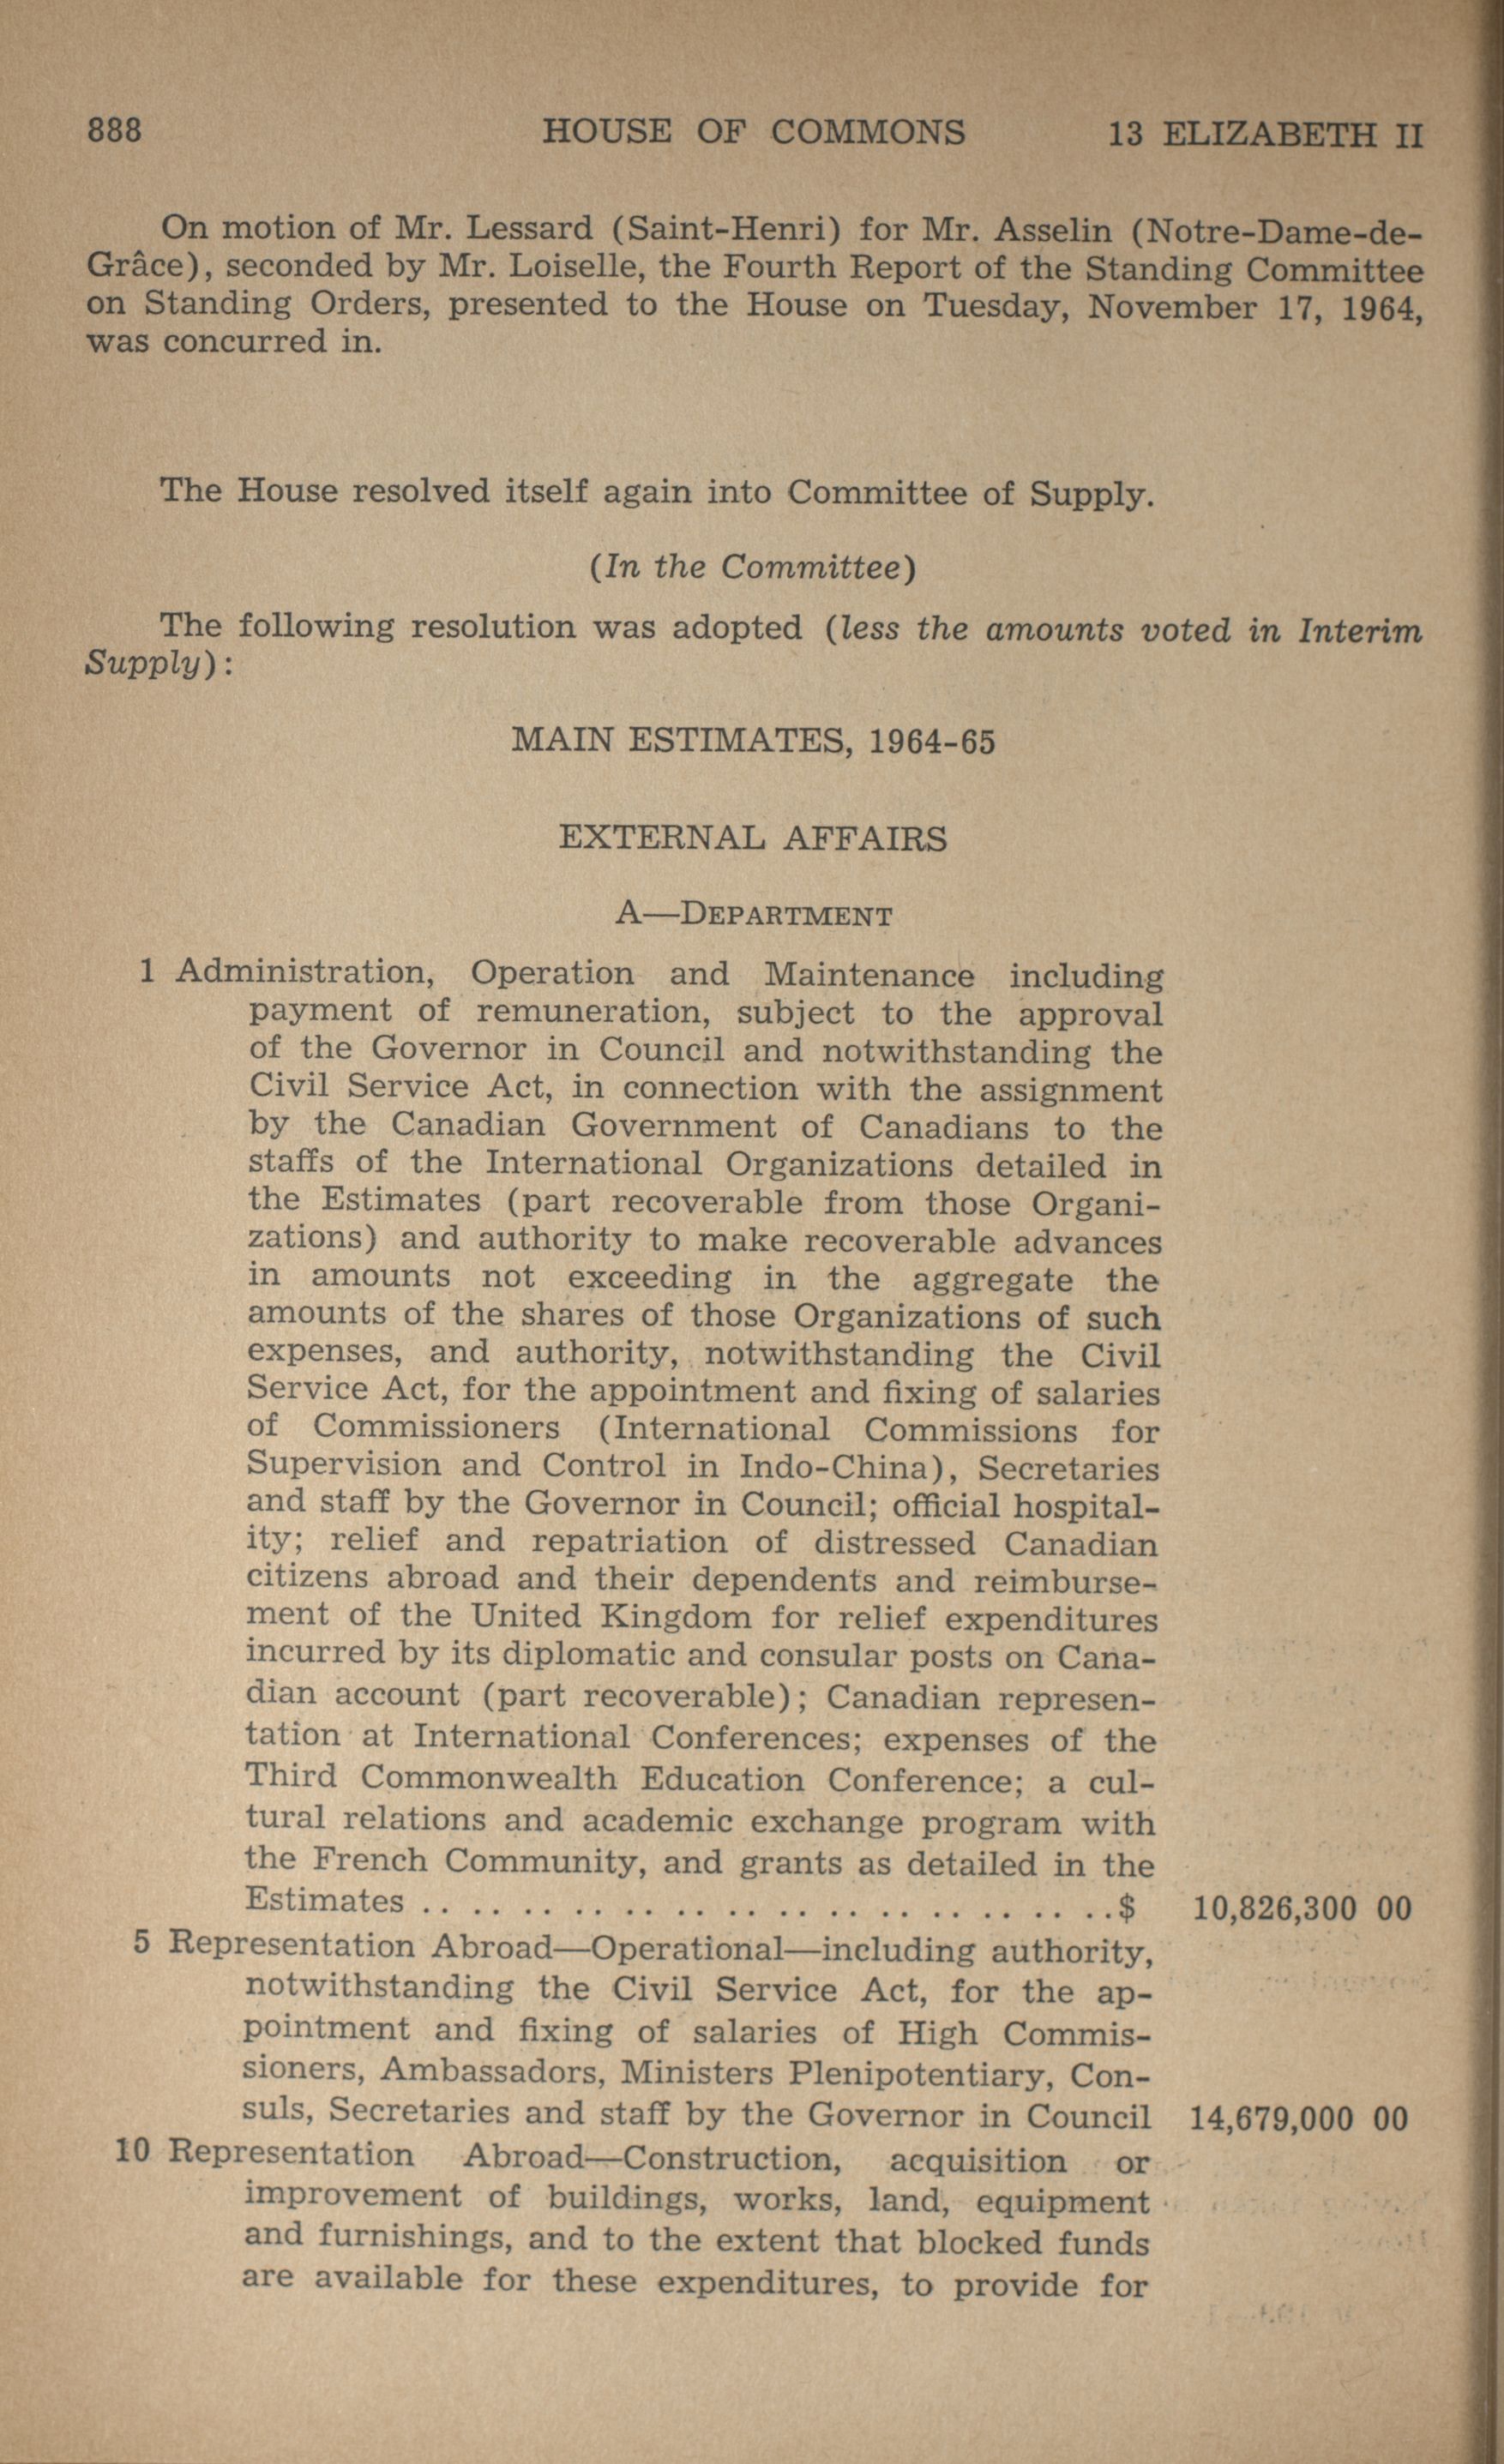 888 HOUSE OF COMMONS 13 ELIZABETH II
On motion of Mr. Lessard (Saint-Henri) for Mr. Asselin (Notre-Dame-de-
Grâce), seconded by Mr. Loiselle, the Fourth Report of the Standing Committee
on Standing Orders, presented to the House on Tuesday, November 17, 1964,
was concurred in.
The House resolved itself again into Committee of Supply.
(In the Committee)
The following resolution was adopted (less the amounts voted in Interim
Supply):
MAIN ESTIMATES, 1964-65
EXTERNAL AFFAIRS
A—DEPARTMENT
1 Administration, Operation and Maintenance including
payment of remuneration, subject to the approval
of the Governor in Council and notwithstanding the
Civil Service Act, in connection with the assignment
by the Canadian Government of Canadians to the
staffs of the International Organizations detailed in
the Estimates (part recoverable from those Organi-
zations) and authority to make recoverable advances
in amounts not exceeding in the aggregate the
amounts of the shares of those Organizations of such
expenses, and authority, notwithstanding the Civil
Service Act, for the appointment and fixing of salaries
of Commissioners (International Commissions for
Supervision and Control in Indo-China), Secretaries
and staff by the Governor in Council; official hospital-
ity; relief and repatriation of distressed Canadian
citizens abroad and their dependents and reimburse-
ment of the United Kingdom for relief expenditures
incurred by its diplomatic and consular posts on Cana-
dian account (part recoverable); Canadian represen-
tation at International Conferences; expenses of the
Third Commonwealth Education Conference; a cul-
tural relations and academic exchange program with
the French Community, and grants as detailed in the
Estimates . . . . . . . . . . . . . . . . . . . . . . . . . . . . $ 10,826,300 00
5 Representation Abroad—Operational—including authority,
notwithstanding the Civil Service Act, for the ap-
pointment and fixing of salaries of High Commis-
sioners, Ambassadors, Ministers Plenipotentiary, Con-
suls, Secretaries and staff by the Governor in Council 14,679,000 00
10 Representation Abroad—Construction, acquisition or
improvement of buildings, works, land, equipment
and furnishings, and to the extent that blocked funds
are available for these expenditures, to provide for